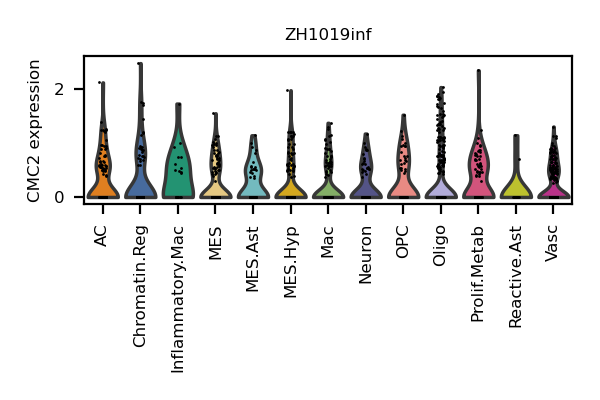 ZH1019inf
CMC2 expression
2
0
AC
Chromatin.Reg
Inflammatory.Mac
MES
MES.Ast
MES.Hyp
Mac
Neuron
OPC
Oligo
Prolif.Metab
Reactive.Ast
Vasc